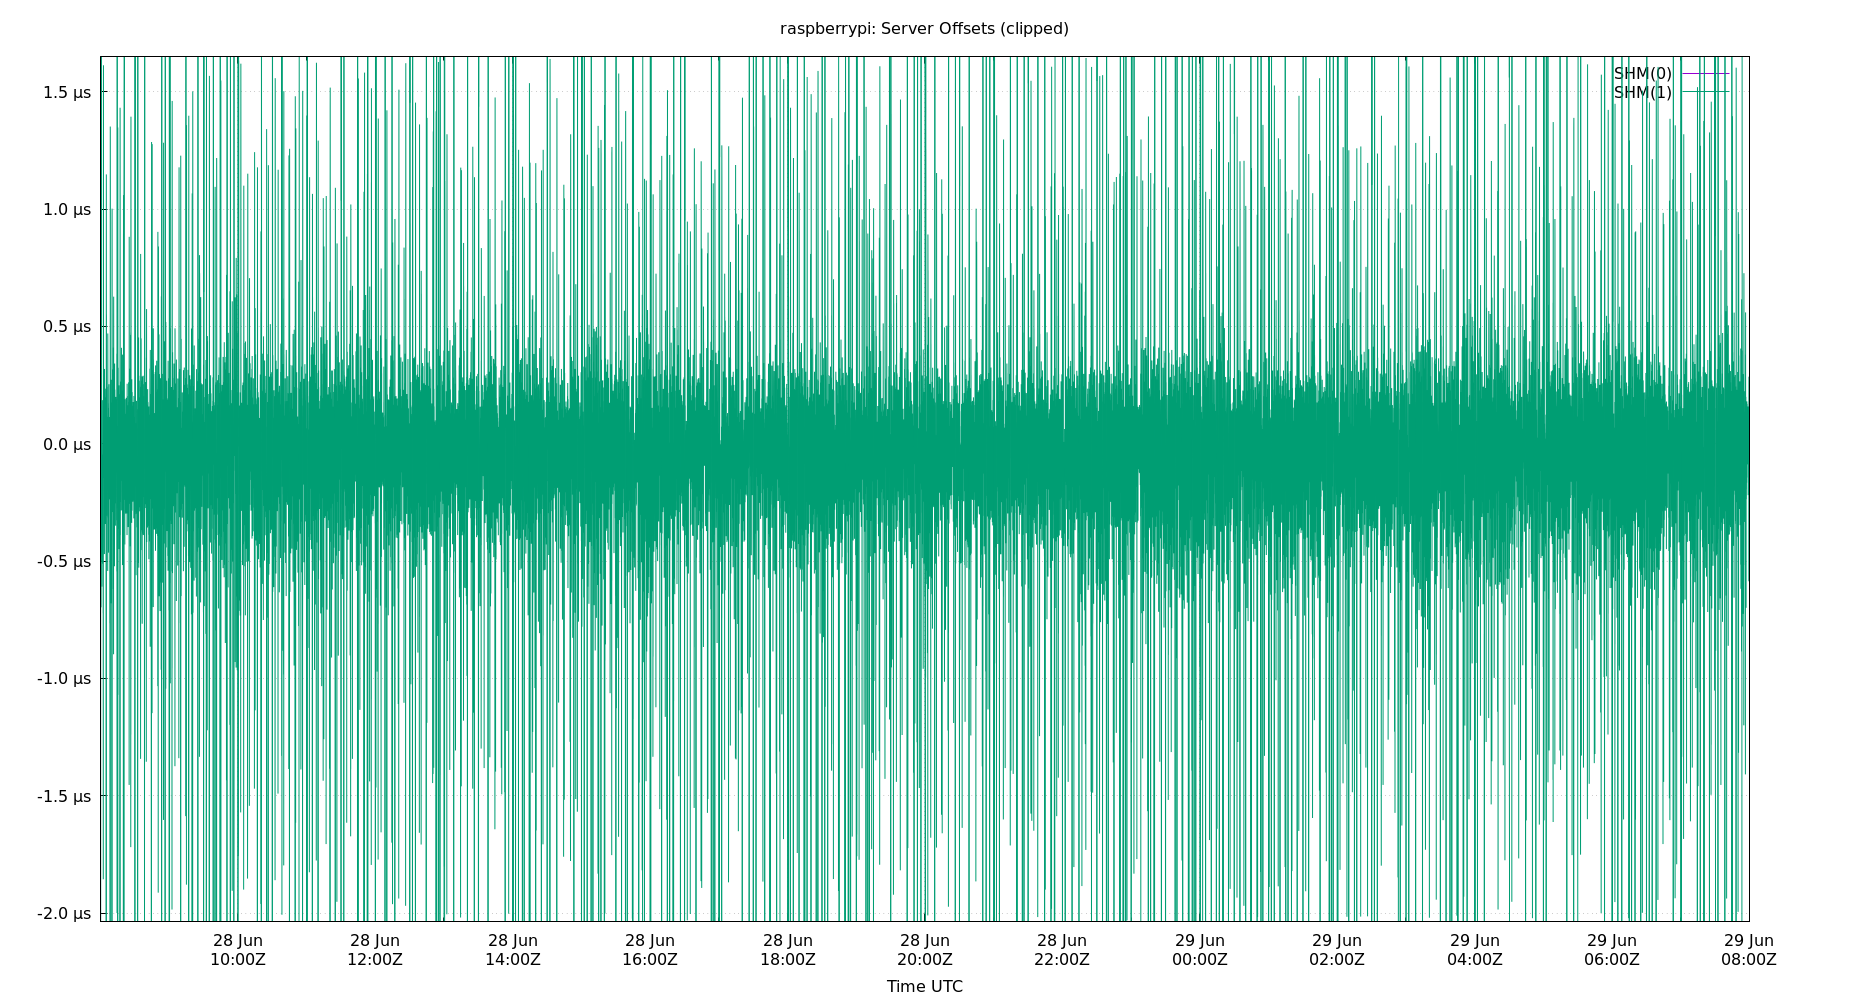 raspberrypi: Server Offsets (clipped)
SHM(0)
SHM(1)
1.5 µs
1.0 µs
0.5 µs
0.0 µs
-0.5 µs
-1.0 µs
-1.5 µs
-2.0 µs
28 Jun 28 Jun 28 Jun 28 Jun 28 Jun 28 Jun 28 Jun 29 Jun 29 Jun 29 Jun 29 Jun 29 Jun
10:00Z 12:00Z 14:00Z 16:00Z 18:00Z 20:00Z 22:00Z 00:00Z 02:00Z 04:00Z 06:00Z 08:00Z
Time UTC